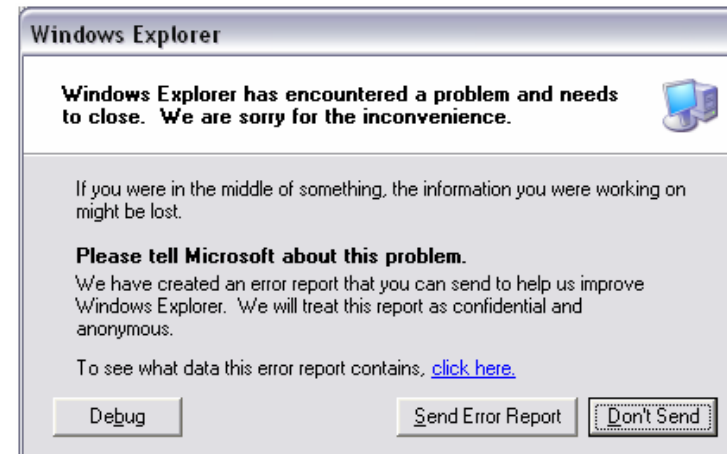 Windows Explorer
Windows Explorer has encountered a problem and needs
to close.  We are sorry for the inconvenience.
If you were in the middle of something, the information you were working on
might be lost.
Please tell Microsoft about this problem.
We have created an error report that you can send to help us improve
Windows Explorer.  We will treat this report as confidential and
anonymous.
To see what data this error report contains, click here.
Debug
Send Error Report
Don't Send